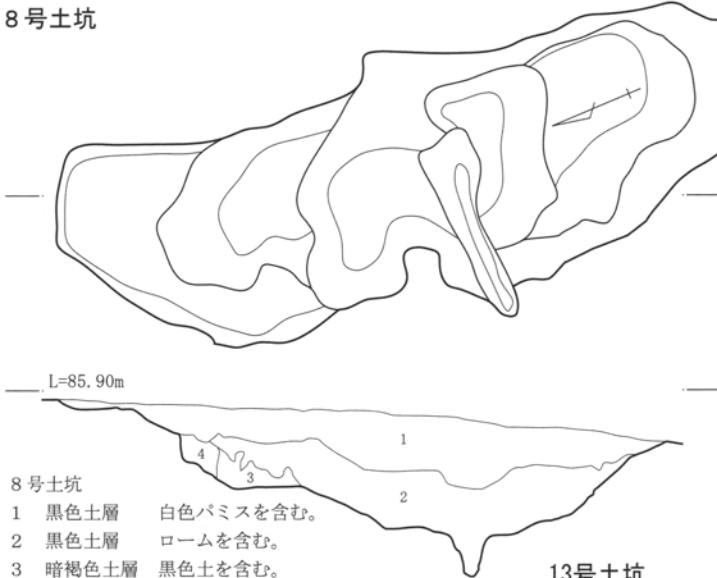 8号土坑
L=85.90m
1
4
3
2
8号土坑
1 黒色土層 白色パミスを含む。
2 黒色土層 ロームを含む。
3 暗褐色土層 黒色土を含む。
13号土坑